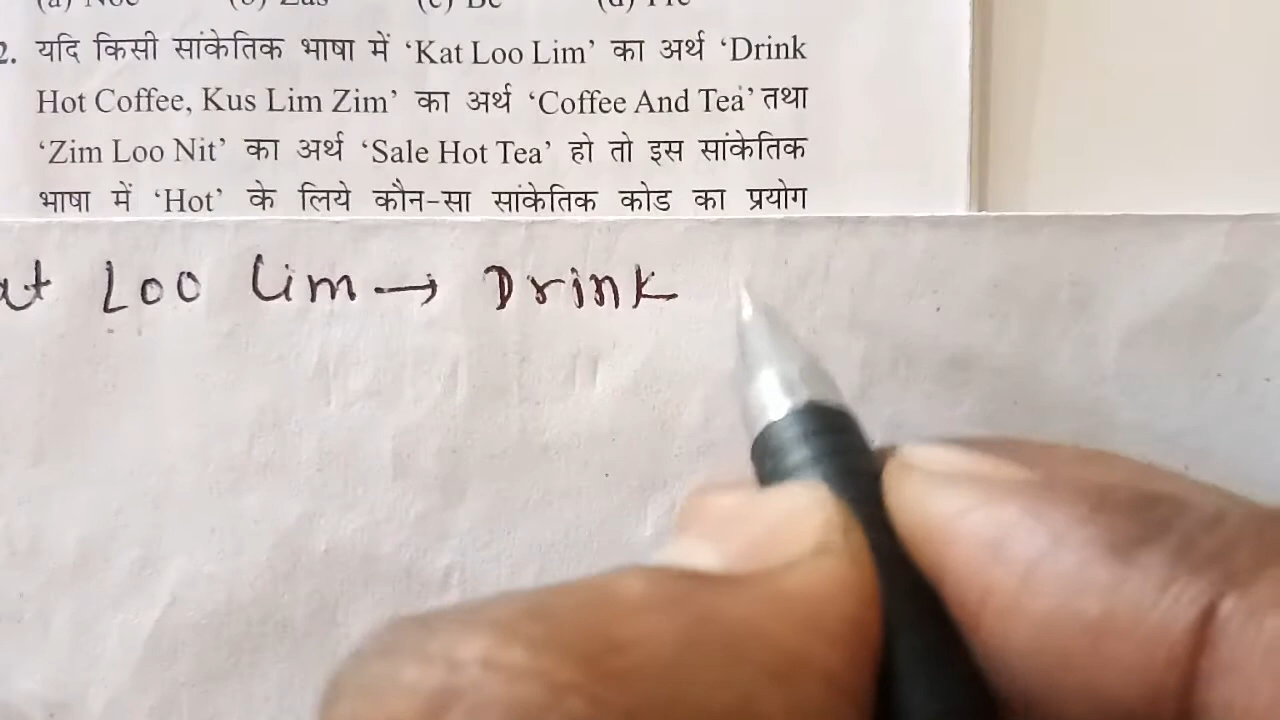 2. यदि किसी सांकेतिक भाषा में ‘Kat Loo Lim’ का अर्थ ‘Drink
Hot Coffee, Kus Lim Zim’ का अर्थ ‘Coffee And Tea’ तथा
‘Zim Loo Nit’ का अर्थ ‘Sale Hot Tea’ हो तो इस सांकेतिक
भाषा में ‘Hot’ के लिये कौन-सा सांकेतिक कोड का प्रयोग
at Loo Lim → Drink